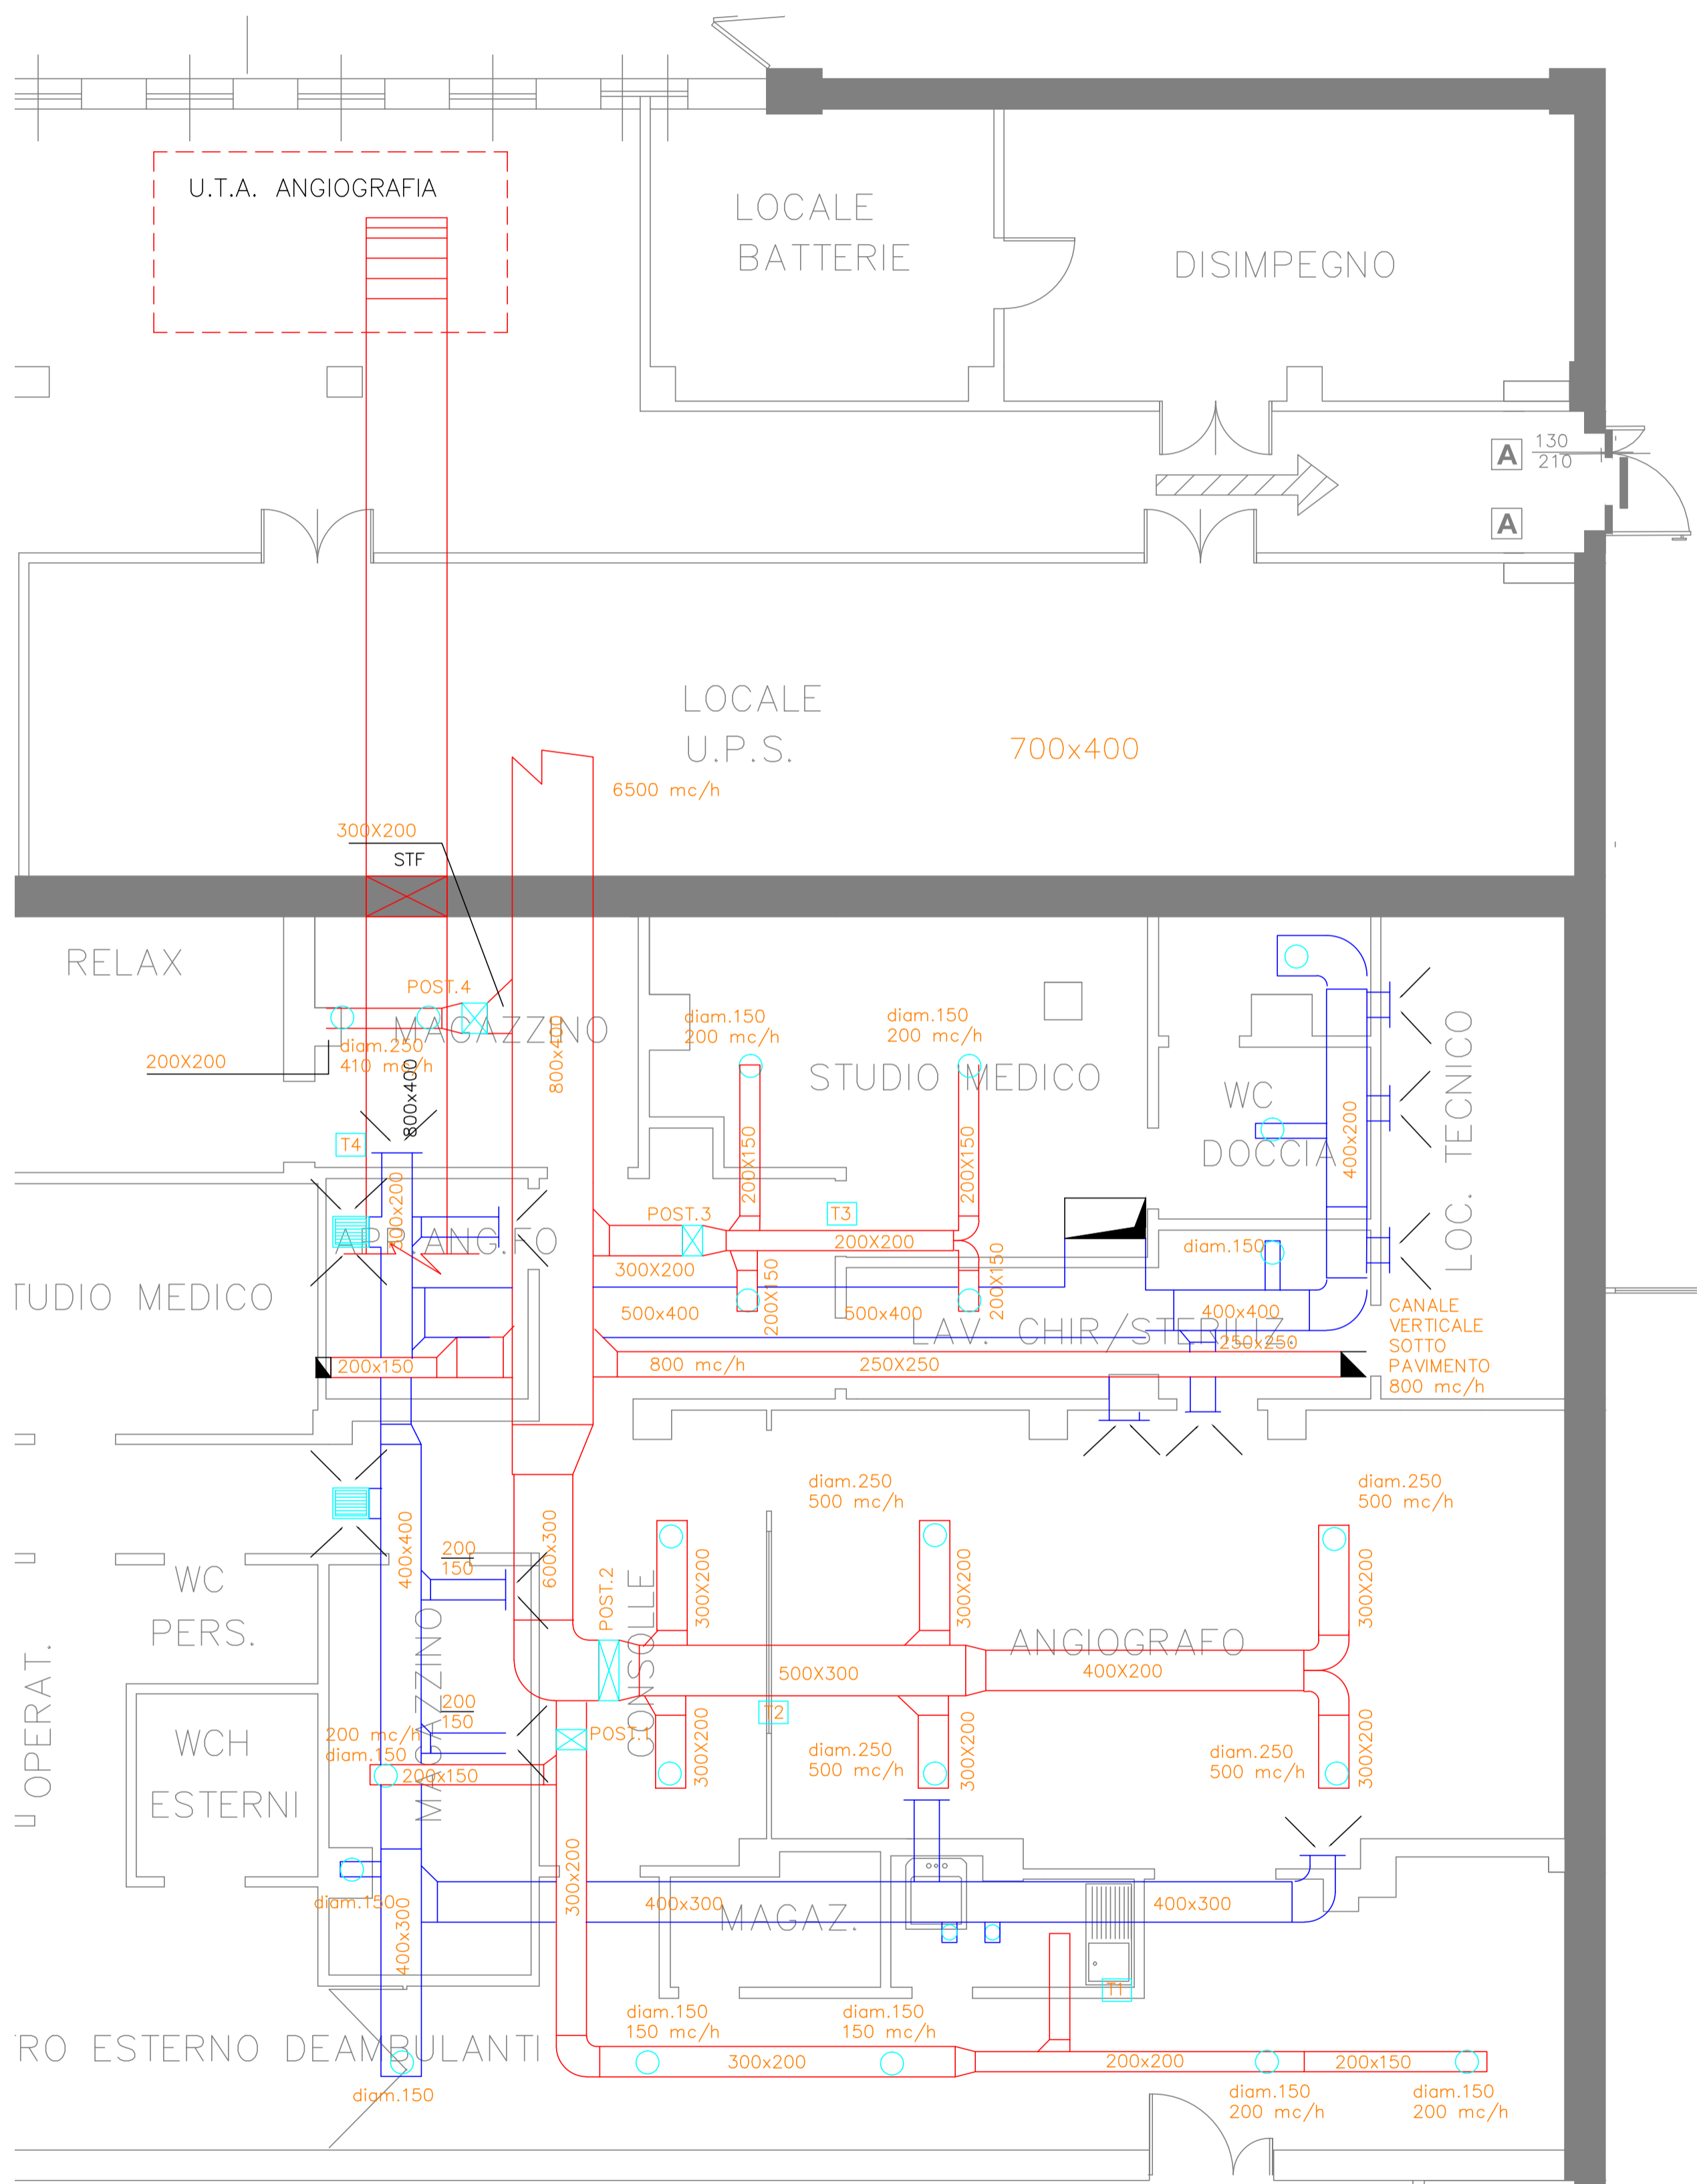 U.T.A. ANGIOGRAFIA
LOCALE
BATTERIE
DISIMPEGNO
A
130
210
A
LOCALE
U.P.S.
700x400
6500 mc/h
300X200
STF
RELAX
POST.4
MAGAZZINO
diam.250
410 mc/h
200X200
800x400
800x400
diam.150
200 mc/h
diam.150
200 mc/h
STUDIO MEDICO
WC
DOCCIA
400x200
LOC. TECNICO
T4
300x200
200X150
200X150
POST.3
T3
200X200
300X200
200X150
200X150
diam.150
TUDIO MEDICO
500x400
500x400
LAV. CHIR/STERILIZ.
400x400
250x250
CANALE
VERTICALE
SOTTO
PAVIMENTO
800 mc/h
200x150
800 mc/h
250X250
diam.250
500 mc/h
diam.250
500 mc/h
400x400
200
150
600x300
POST.2
CONSOLLE
300X200
300X200
300X200
WC
PERS.
MAGAZZINO
ANGIOGRAFO
500X300
400X200
T2
OPERAT.
200
150
POST.1
WCH
ESTERNI
200 mc/h
diam.150
200x150
300X200
diam.250
500 mc/h
300X200
diam.250
500 mc/h
300X200
diam.150
400x300
300x200
400x300
MAGAZ.
400x300
T1
diam.150
150 mc/h
diam.150
150 mc/h
RO ESTERNO DEAMBULANTI
diam.150
300x200
200x200
200x150
diam.150
200 mc/h
diam.150
200 mc/h